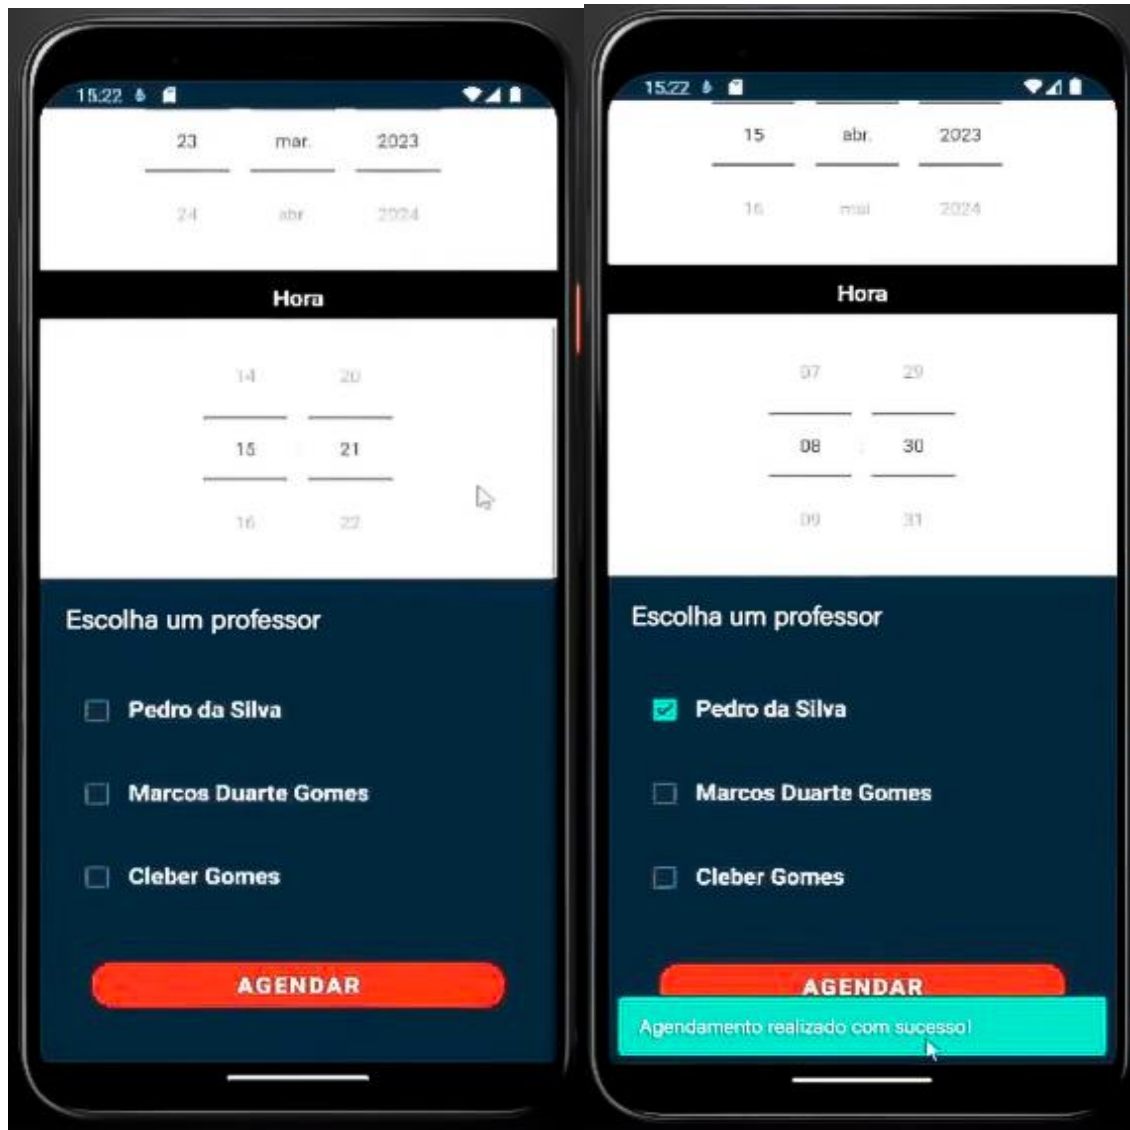 15:22
23 mar. 2023
24 abr 2024
Hora
14 20
15 : 21
16 22
Escolha um professor
Pedro da Silva
Marcos Duarte Gomes
Cleber Gomes
AGENDAR
15:22
15 abr. 2023
16 mai 2024
Hora
07 29
08 : 30
09 31
Escolha um professor
Pedro da Silva
Marcos Duarte Gomes
Cleber Gomes
AGENDAR
Agendamento realizado com sucesso!